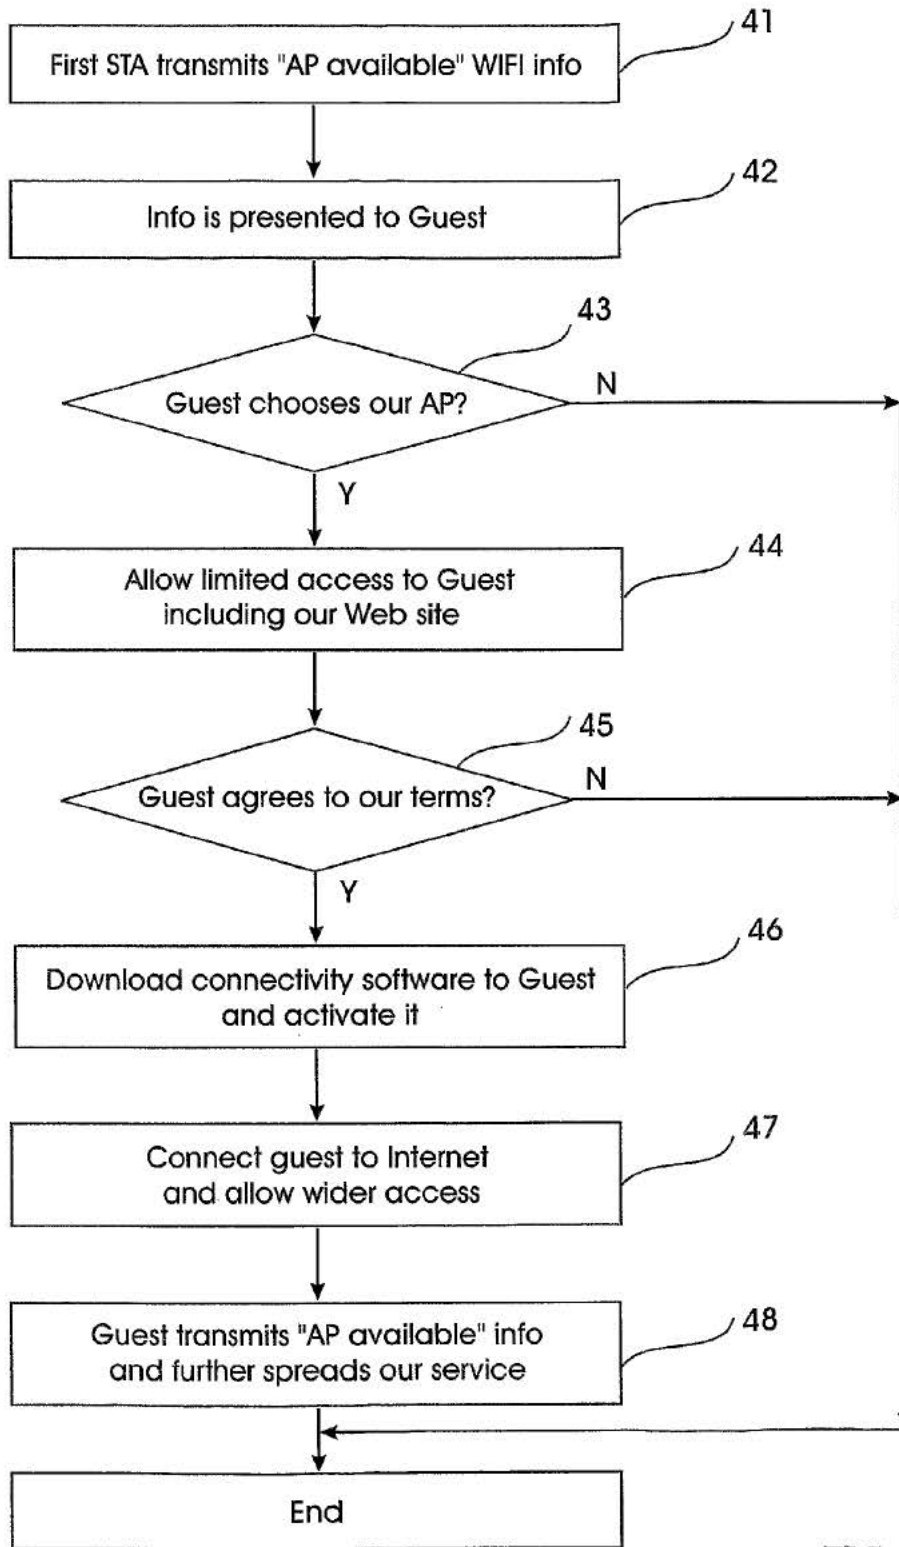 41
First STA transmits "AP available" WIFI info
42
Info is presented to Guest
43
Guest chooses our AP?
N
Y
44
Allow limited access to Guest
including our Web site
45
Guest agrees to our terms?
N
Y
46
Download connectivity software to Guest
and activate it
47
Connect guest to Internet
and allow wider access
48
Guest transmits "AP available" info
and further spreads our service
End